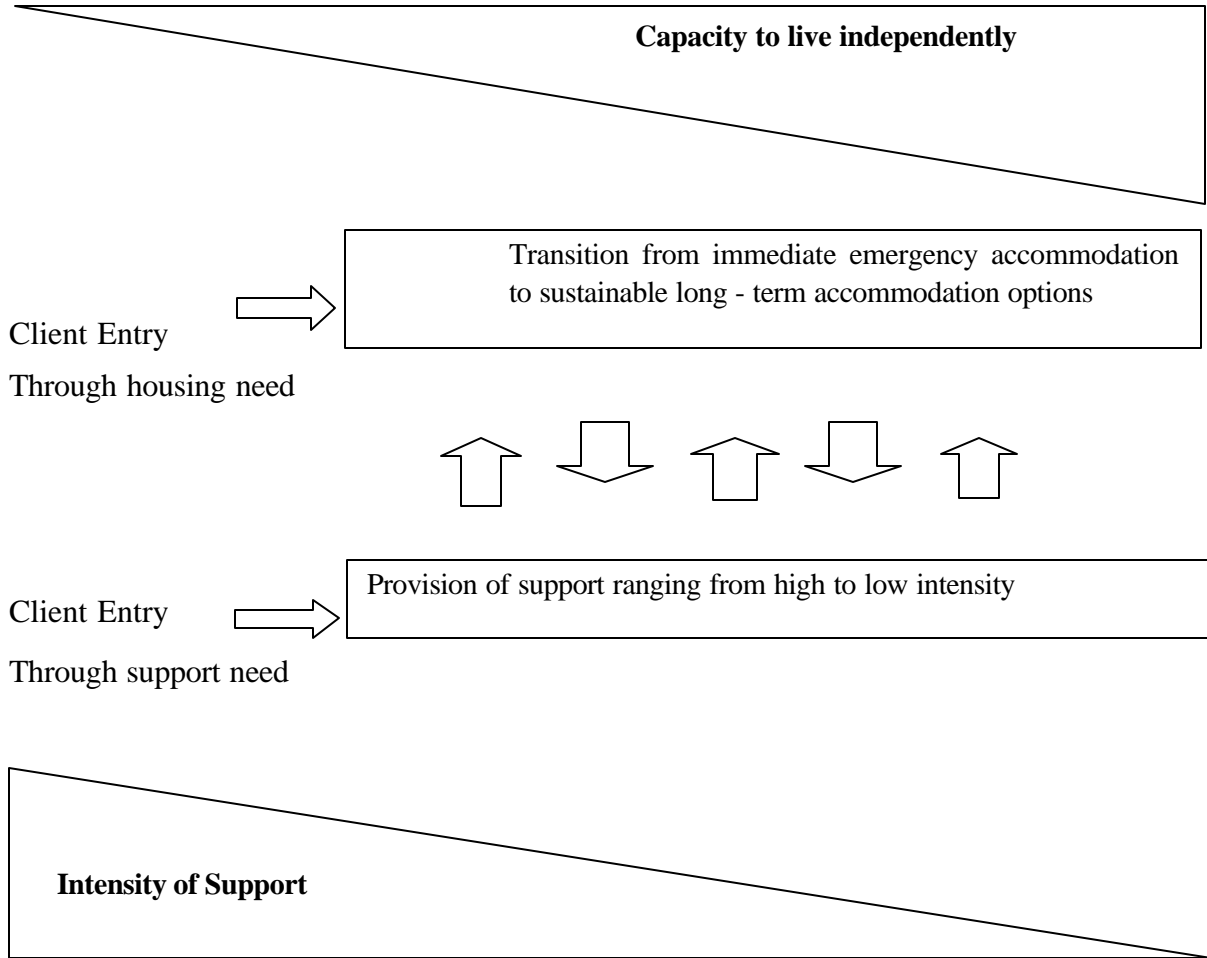 Capacity to live independently
Transition from immediate emergency accommodation
to sustainable long - term accommodation options
Client Entry
Through housing need
Provision of support ranging from high to low intensity
Client Entry
Through support need
Intensity of Support